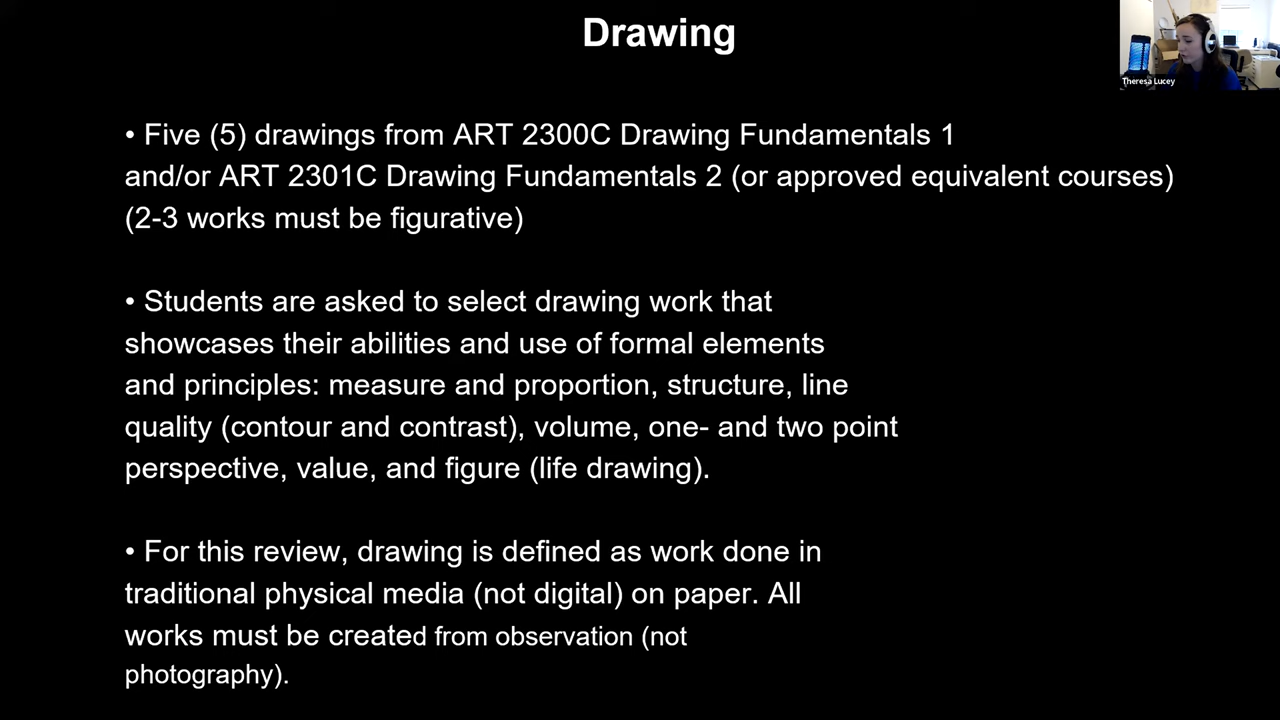 Drawing
Theresa Lucey
• Five (5) drawings from ART 2300C Drawing Fundamentals 1
and/or ART 2301C Drawing Fundamentals 2 (or approved equivalent courses)
(2-3 works must be figurative)
• Students are asked to select drawing work that
showcases their abilities and use of formal elements
and principles: measure and proportion, structure, line
quality (contour and contrast), volume, one- and two point
perspective, value, and figure (life drawing).
• For this review, drawing is defined as work done in
traditional physical media (not digital) on paper. All
works must be created from observation (not
photography).